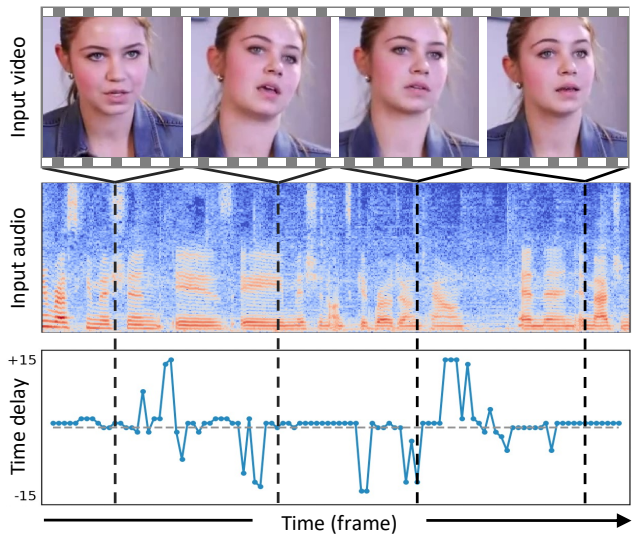 Input video
Input audio
Time delay
+15
-15
Time (frame)